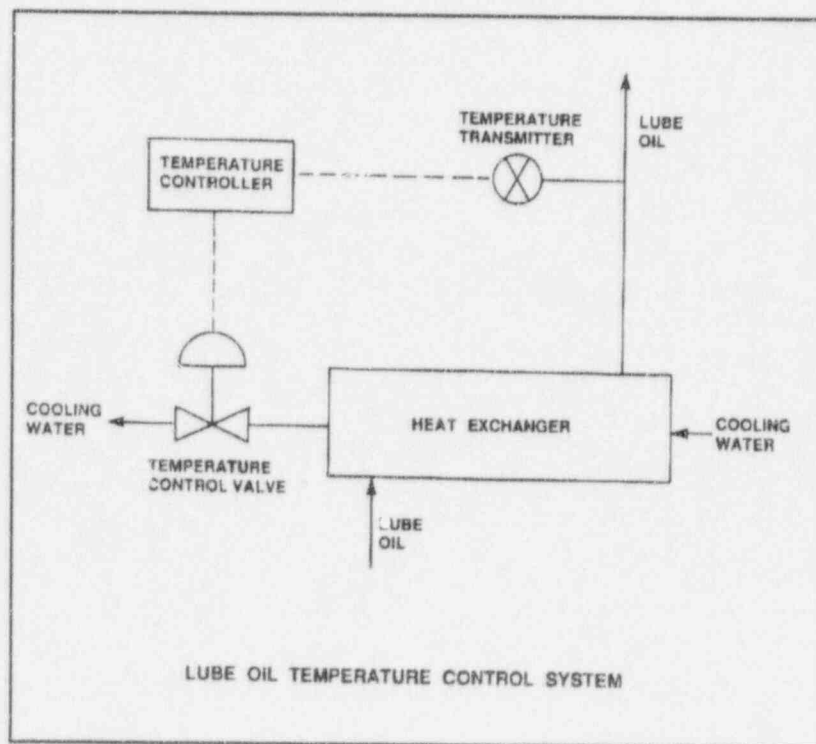 TEMPERATURE
TRANSMITTER
LUBE
OIL
TEMPERATURE
CONTROLLER
COOLING
WATER
HEAT EXCHANGER
COOLING
WATER
TEMPERATURE
CONTROL VALVE
LUBE
OIL
LUBE OIL TEMPERATURE CONTROL SYSTEM